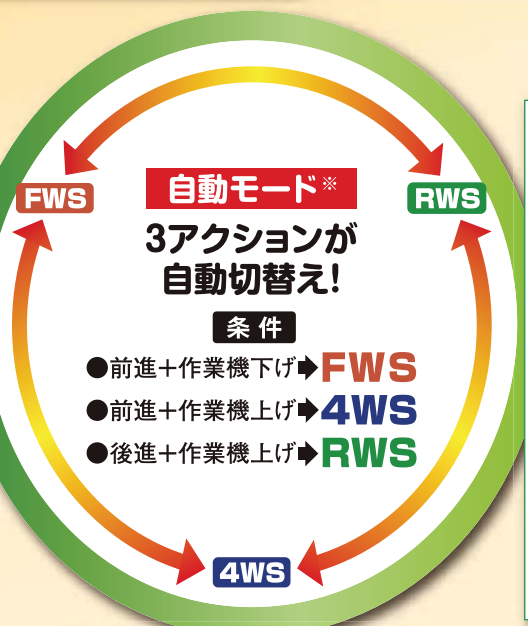 FWS
RWS
自動モード※
3アクションが
自動切替え!
条件
●前進+作業機下げ➡FWS
●前進+作業機上げ➡4WS
●後進+作業機上げ➡RWS
4WS